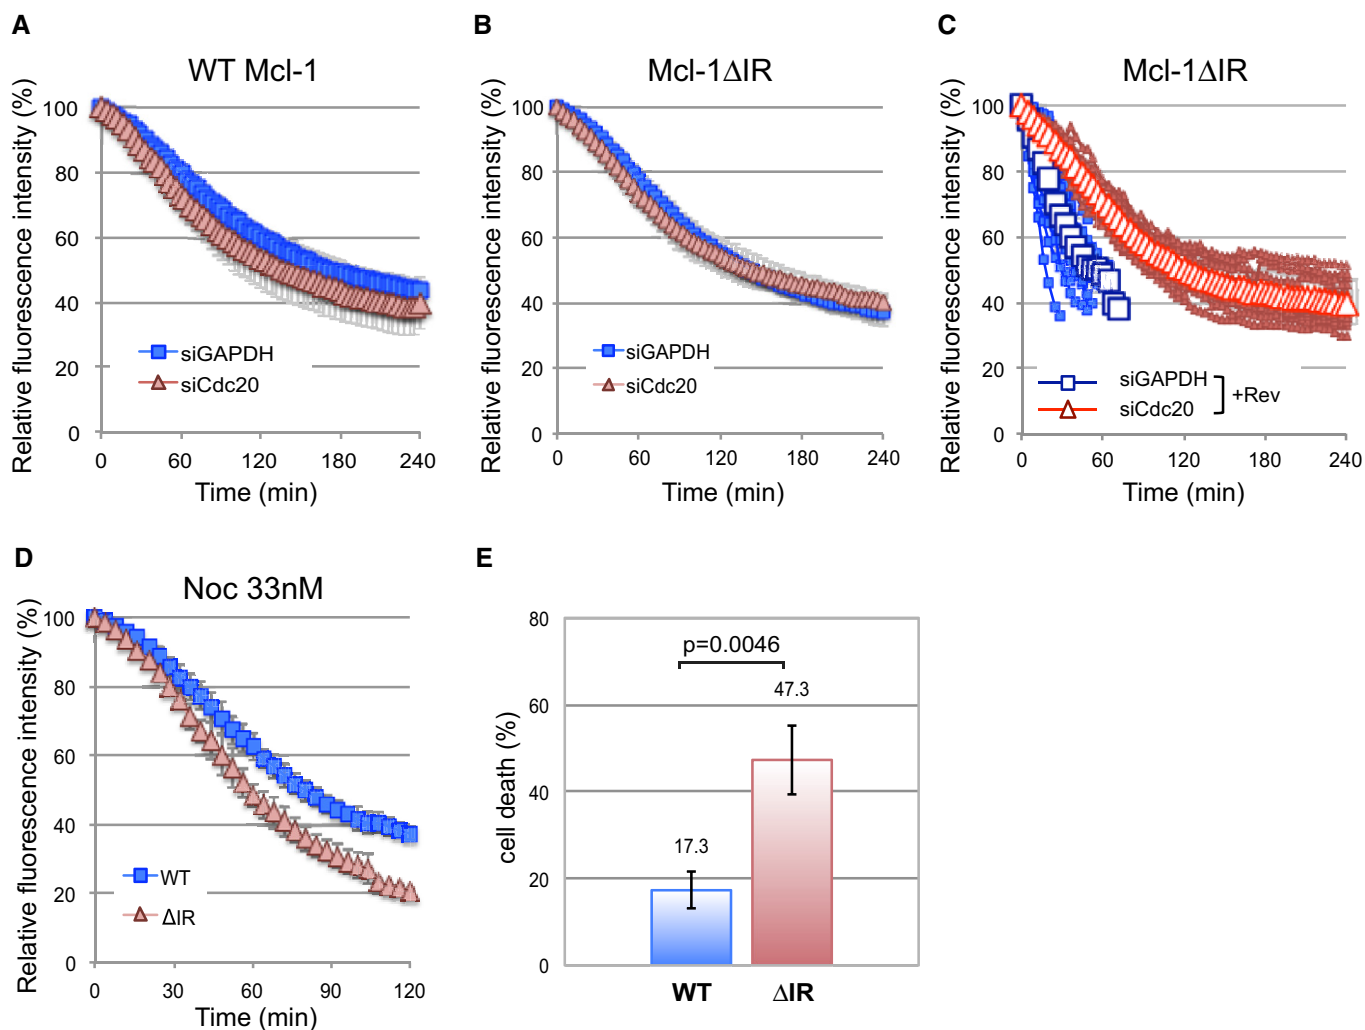 A
WT Mcl-1
Relative fluorescence intensity (%)
100
80
60
40
20
0
siGAPDH
siCdc20
0 60 120 180 240
Time (min)
B
Mcl-1ΔIR
Relative fluorescence intensity (%)
100
80
60
40
20
0
siGAPDH
siCdc20
0 60 120 180 240
Time (min)
C
Mcl-1ΔIR
Relative fluorescence intensity (%)
100
80
60
40
20
0
siGAPDH
siCdc20
+Rev
0 60 120 180 240
Time (min)
D
Noc 33nM
Relative fluorescence intensity (%)
100
80
60
40
20
0
WT
ΔIR
0 30 60 90 120
Time (min)
E
cell death (%)
80
60
40
20
0
p=0.0046
47.3
17.3
WT ΔIR